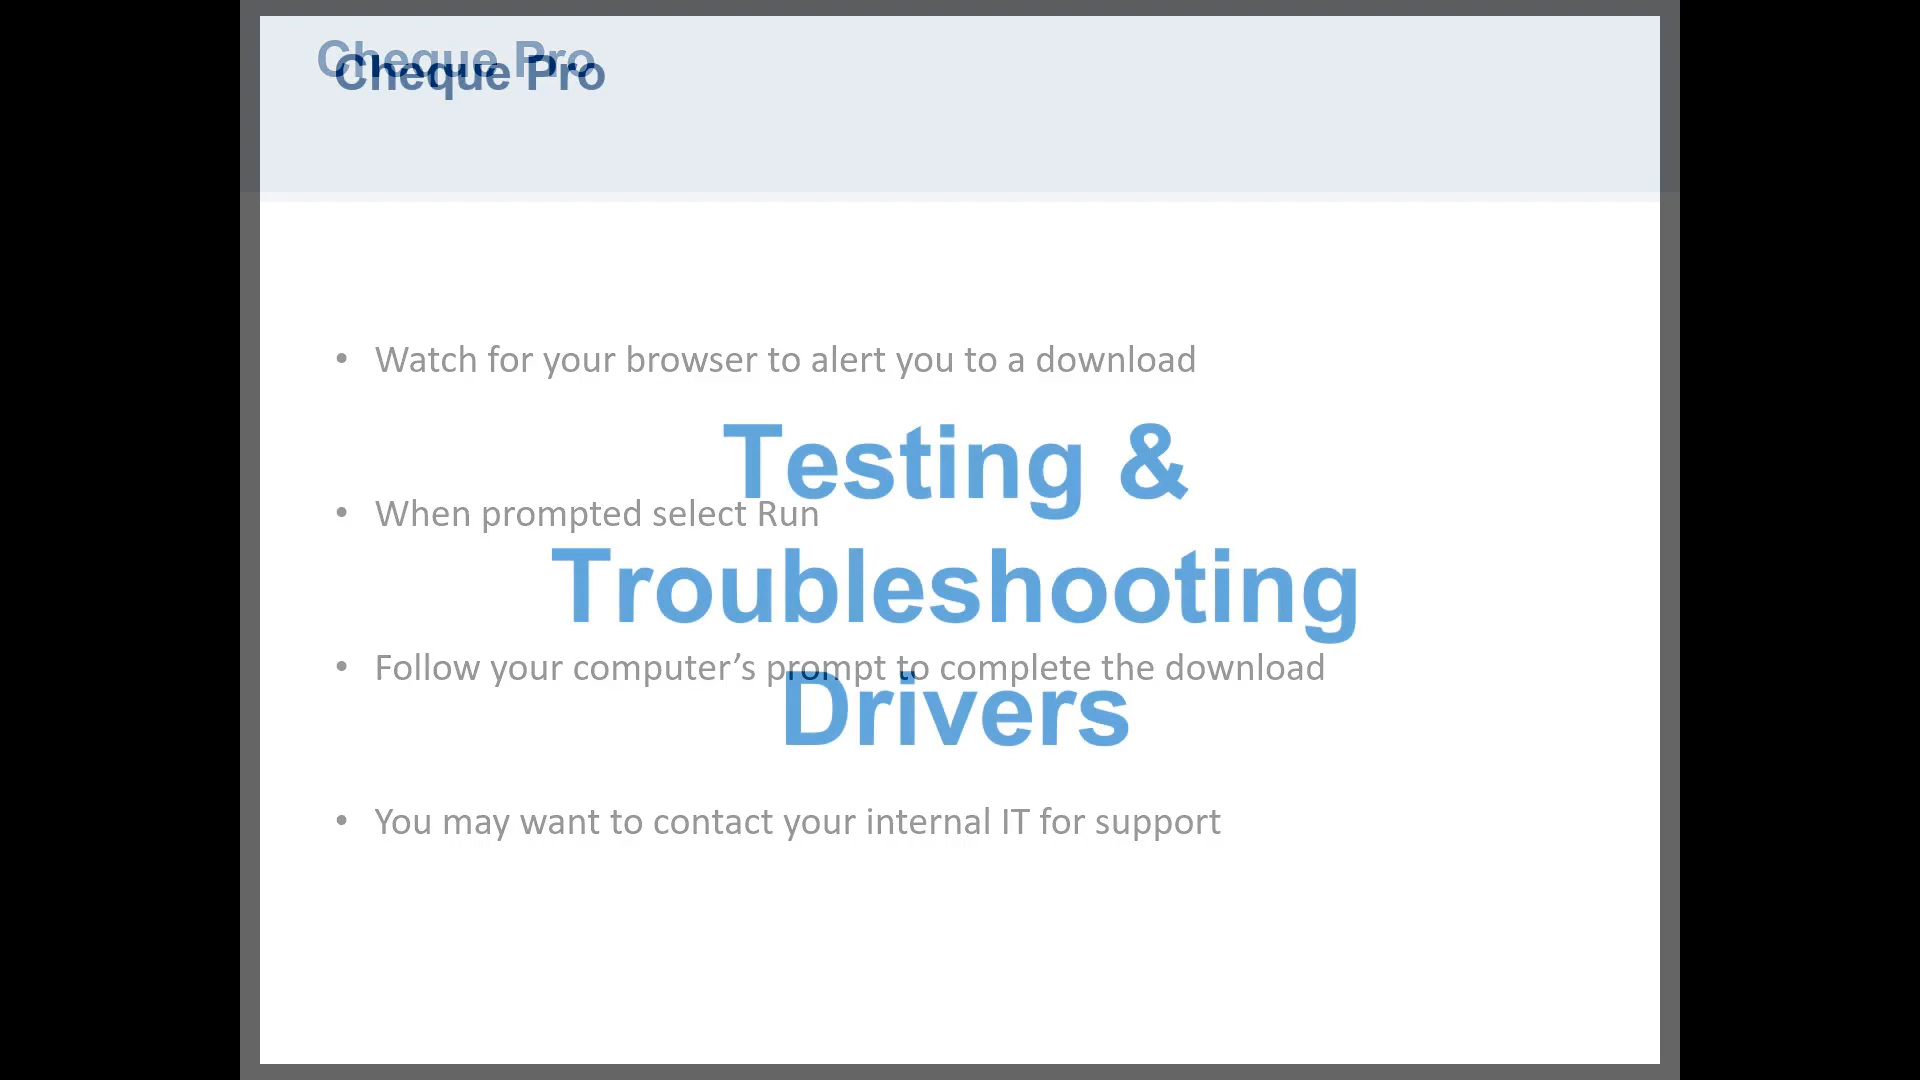 Cheque Pro
Cheque Pro
• Watch for your browser to alert you to a download
Testing &
• When prompted select Run
Troubleshooting
• Follow your computer’s prompt to complete the download
Drivers
• You may want to contact your internal IT for support